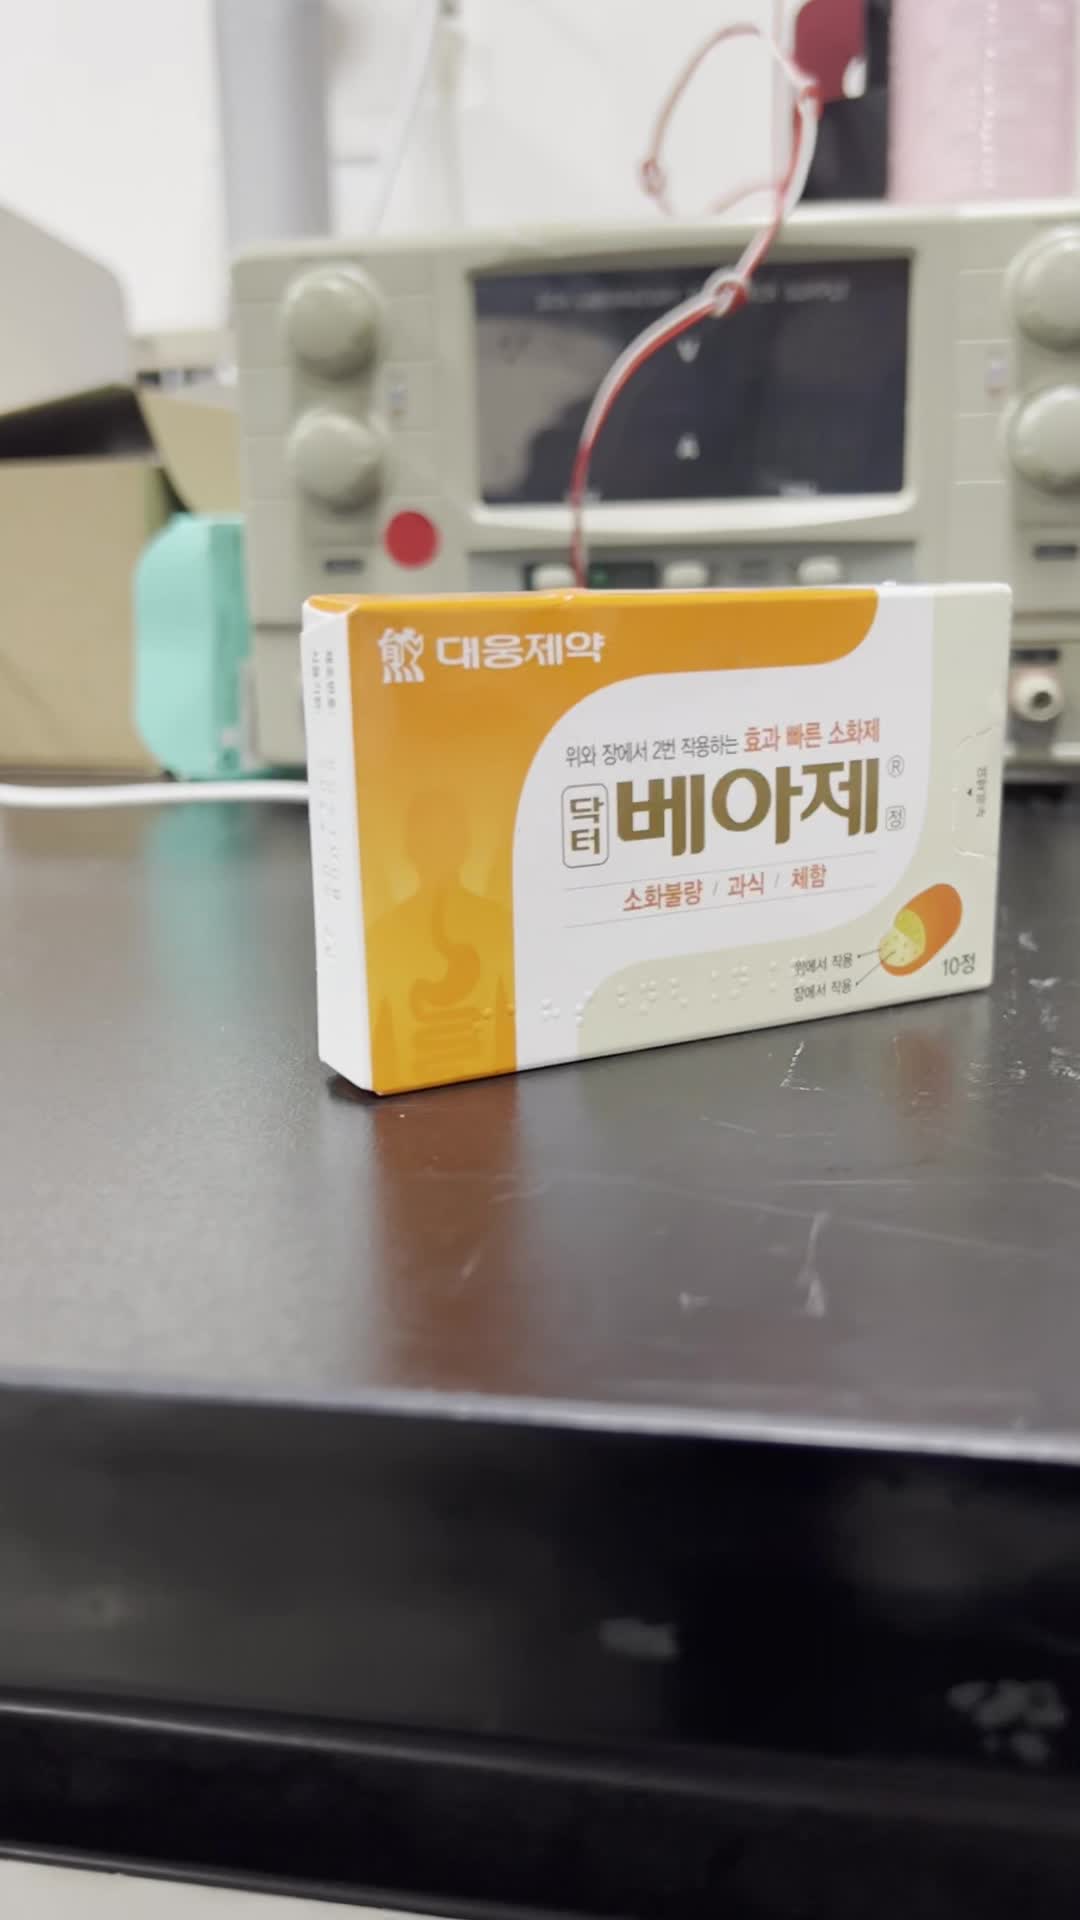 대웅제약
위와 장에서 2번 작용하는 효과 빠른 소화제
닥터 베아제® 정
소화불량 / 과식 / 체함
위에서 작용
장에서 작용
10정
V
A